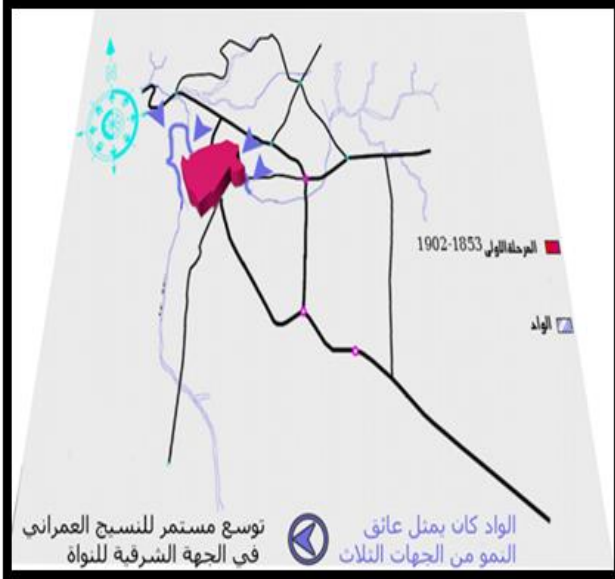 المرحلة الاولى 1853-1902
الواد
الواد كان يمثل عائق
النمو من الجهات الثلاث
توسع مستمر للنسيج العمراني
في الجهة الشرقية للنواة